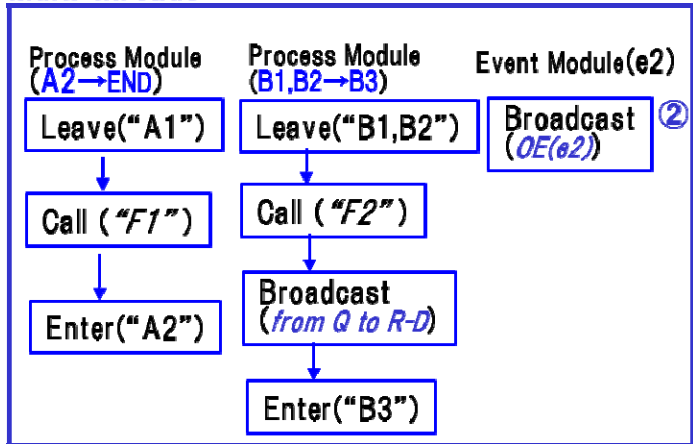 Process Module
(A2→END)
Leave("A1")
Call ("F1")
Enter("A2")
Process Module
(B1,B2→B3)
Leave("B1,B2")
Call ("F2")
Broadcast
(from Q to R-D)
Enter("B3")
Event Module(e2)
Broadcast
(OE(e2))
②